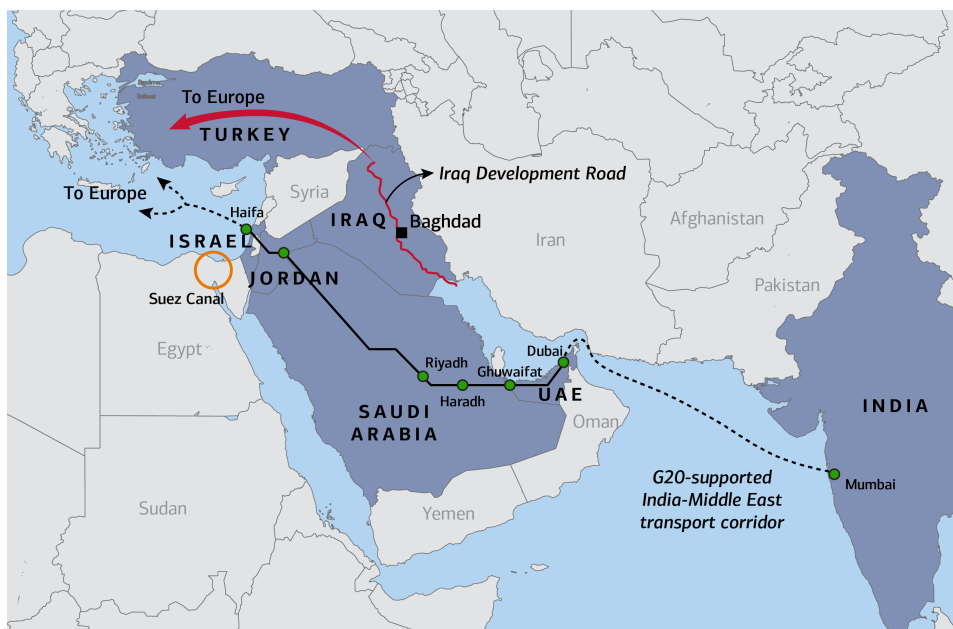 To Europe
TURKEY
Iraq Development Road
Syria
To Europe
Haifa
IRAQ
Baghdad
Afghanistan
ISRAEL
Iran
JORDAN
Pakistan
Suez Canal
Egypt
Riyadh
Ghuwaifat
Dubai
Haradh
UAE
SAUDI
ARABIA
Oman
INDIA
G20-supported
India-Middle East
transport corridor
Mumbai
Sudan
Yemen